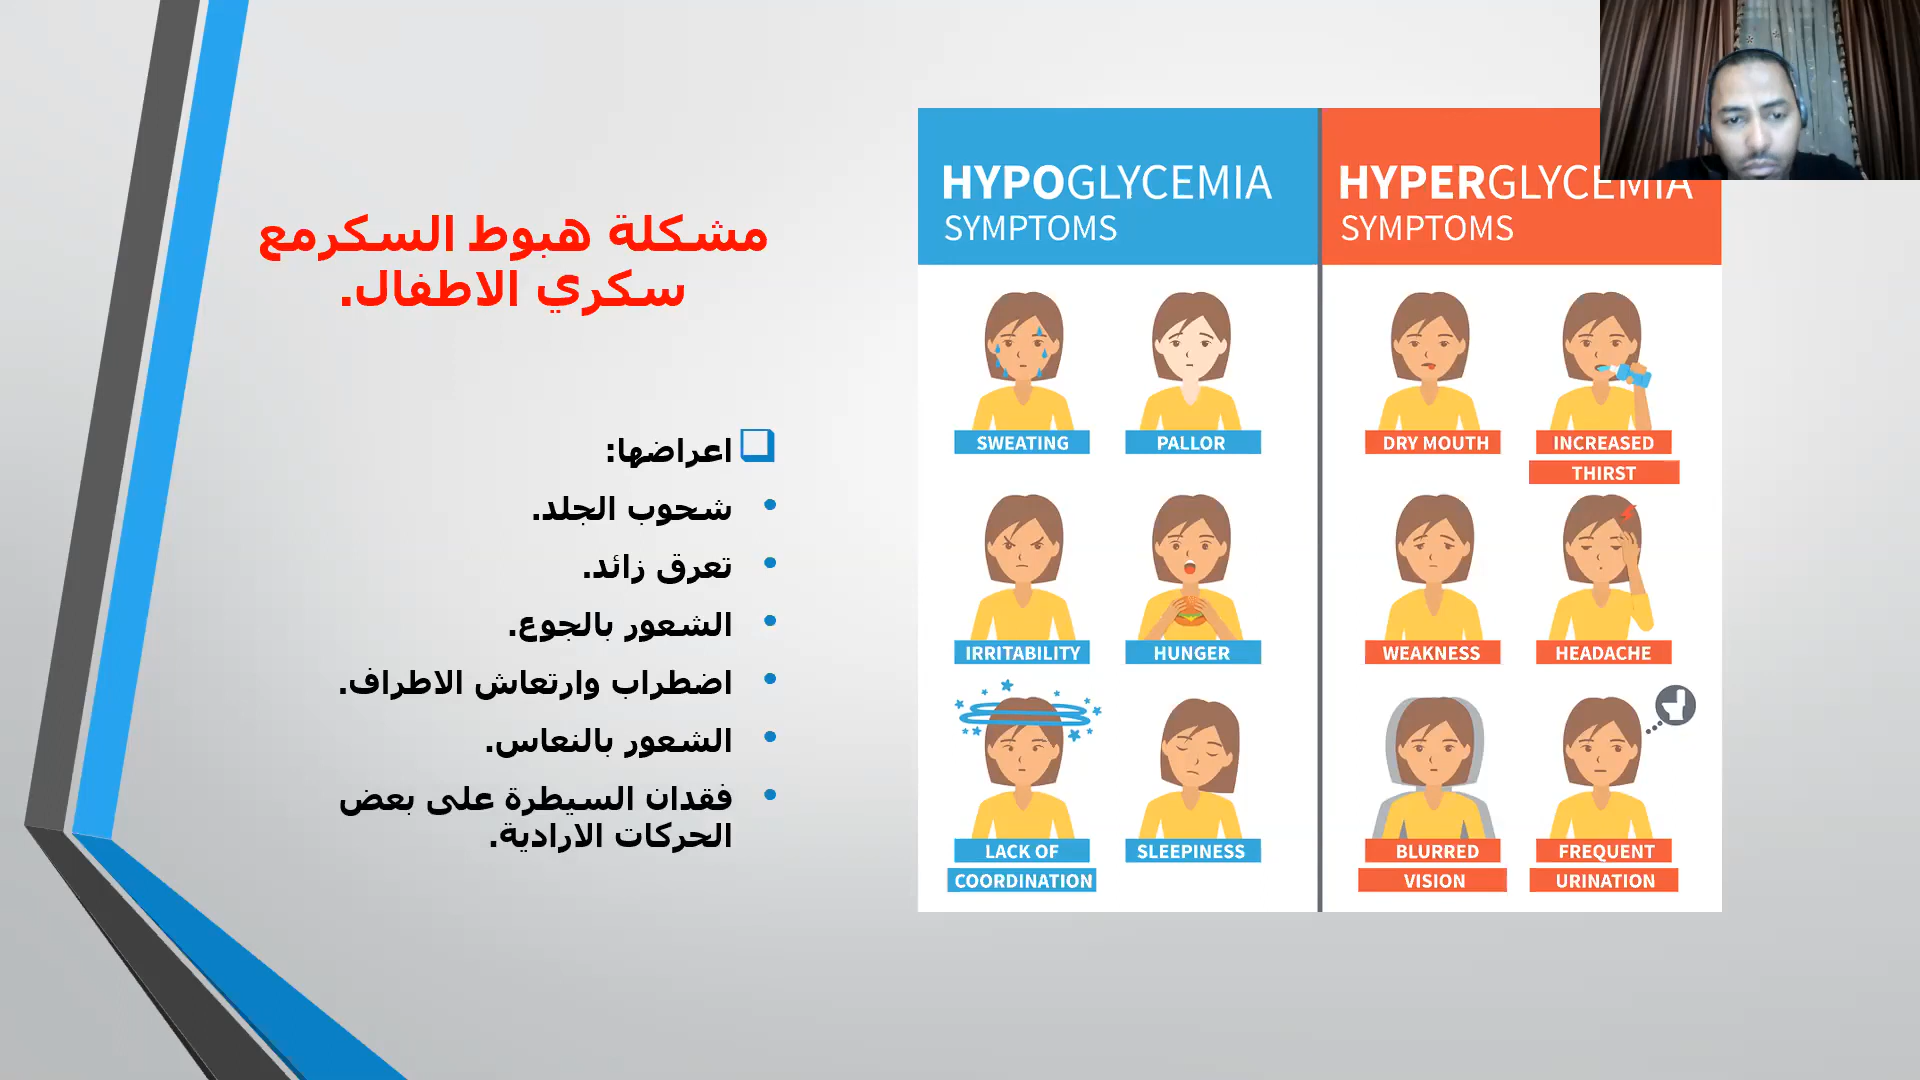 مشكلة هبوط السكرمع
سكري الاطفال.
اعراضها:
شحوب الجلد.
تعرق زائد.
الشعور بالجوع.
اضطراب وارتعاش الاطراف.
الشعور بالنعاس.
فقدان السيطرة على بعض
الحركات الارادية.
HYPOGLYCEMIA
SYMPTOMS
SWEATING
PALLOR
IRRITABILITY
HUNGER
LACK OF
COORDINATION
SLEEPINESS
HYPERGLYCEMIA
SYMPTOMS
DRY MOUTH
INCREASED
THIRST
WEAKNESS
HEADACHE
BLURRED
VISION
FREQUENT
URINATION